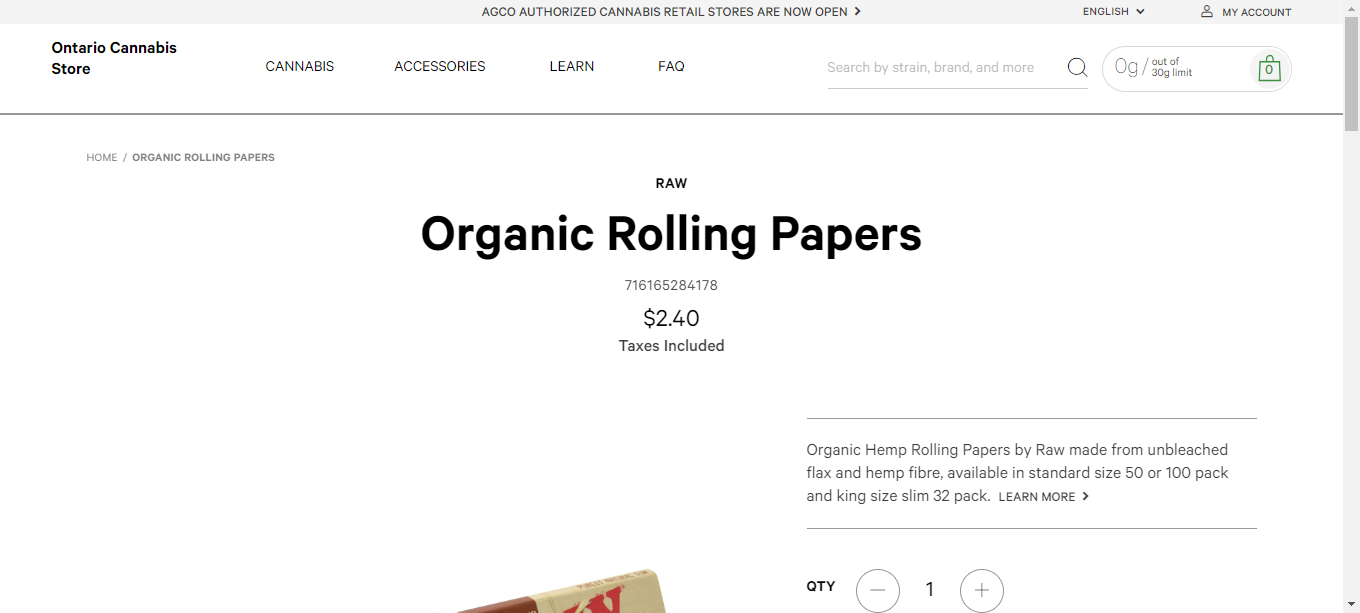 AGCO AUTHORIZED CANNABIS RETAIL STORES ARE NOW OPEN
ENGLISH
MY ACCOUNT
Ontario Cannabis
Store
CANNABIS
ACCESSORIES
LEARN
FAQ
Search by strain, brand, and more
0g / out of
30g limit
0
HOME / ORGANIC ROLLING PAPERS
RAW
Organic Rolling Papers
716165284178
$2.40
Taxes Included
Organic Hemp Rolling Papers by Raw made from unbleached
flax and hemp fibre, available in standard size 50 or 100 pack
and king size slim 32 pack. LEARN MORE
PUREST NATURAL GUM
QTY
1